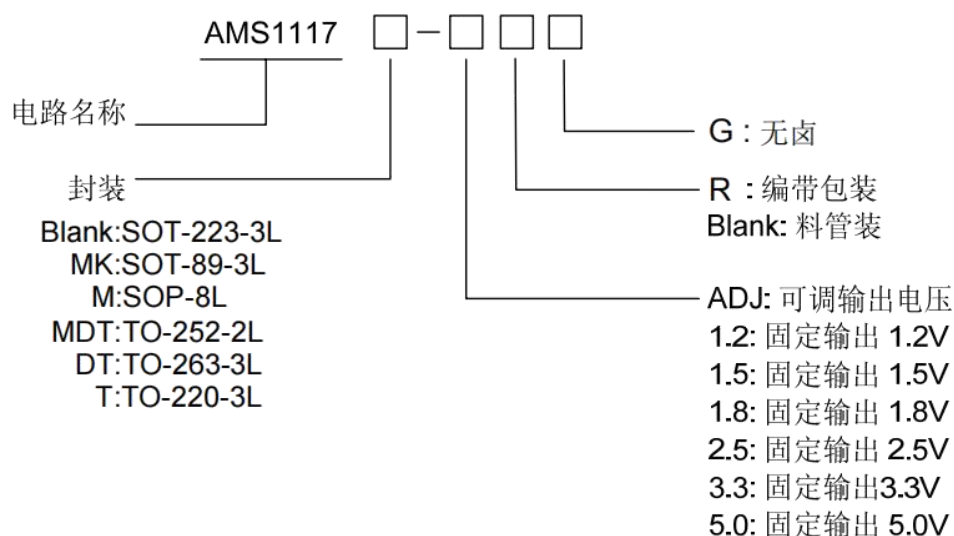 AMS1117 □-□□□
电路名称
封装
Blank:SOT-223-3L
MK:SOT-89-3L
M:SOP-8L
MDT:TO-252-2L
DT:TO-263-3L
T:TO-220-3L
G : 无卤
R : 编带包装
Blank: 料管装
ADJ: 可调输出电压
1.2: 固定输出 1.2V
1.5: 固定输出 1.5V
1.8: 固定输出 1.8V
2.5: 固定输出 2.5V
3.3: 固定输出3.3V
5.0: 固定输出 5.0V